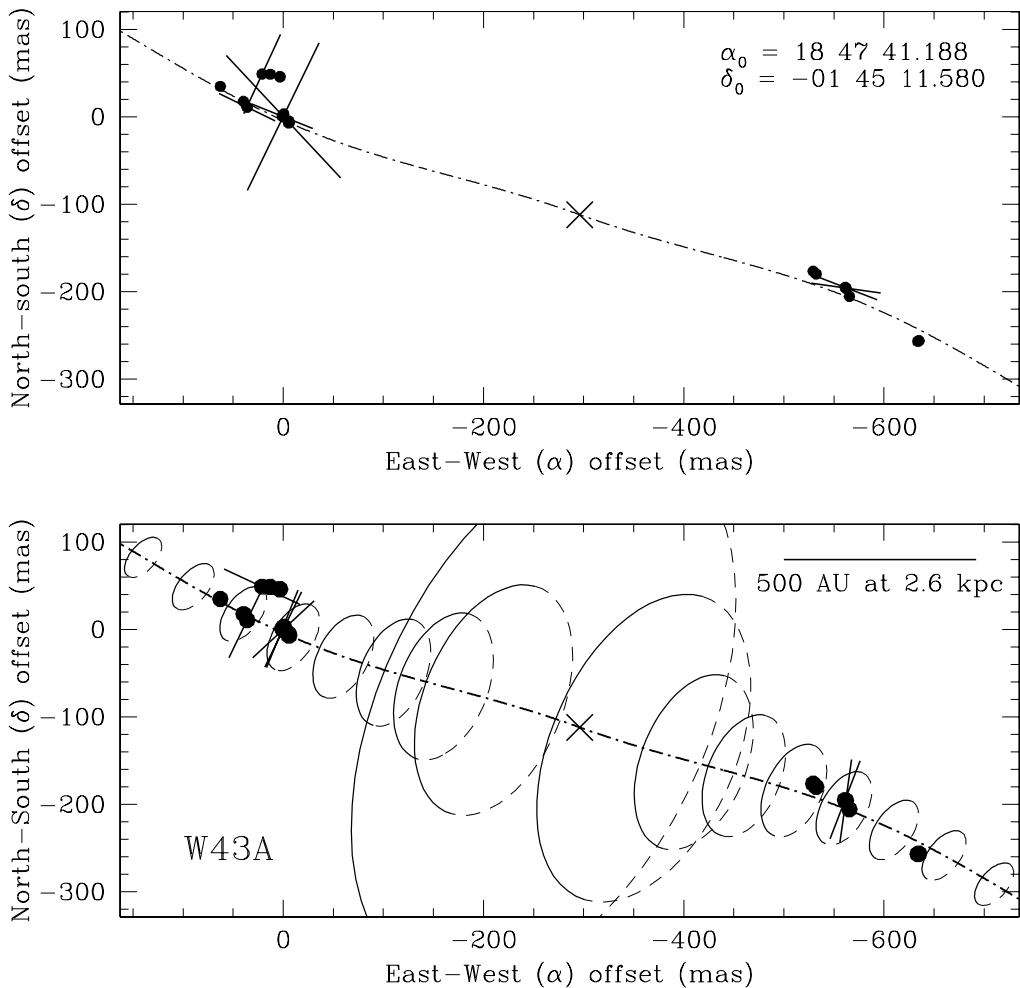 100
0
−100
−200
−300
North−south (δ) offset (mas)
α0 = 18 47 41.188
δ0 = −01 45 11.580
0 −200 −400 −600
East−West (α) offset (mas)
100
0
−100
−200
−300
North−South (δ) offset (mas)
500 AU at 2.6 kpc
W43A
0 −200 −400 −600
East−West (α) offset (mas)